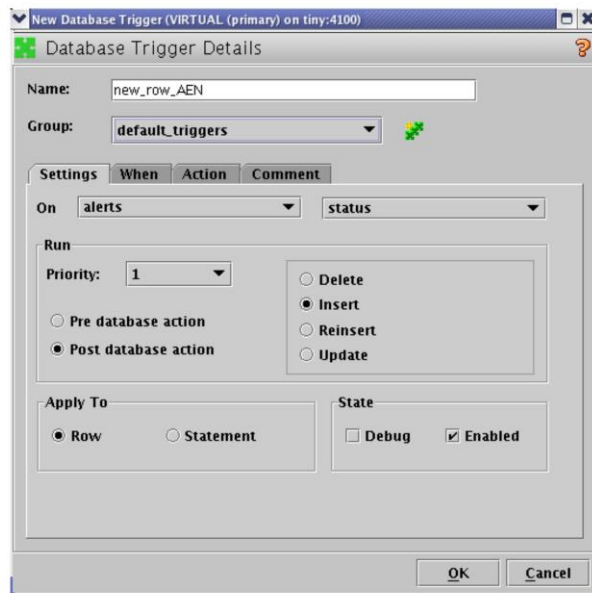 New Database Trigger (VIRTUAL (primary) on tiny:4100)
Database Trigger Details
?
Name: new_row_AEN
Group: default_triggers
Settings When Action Comment
On alerts status
Run
Priority: 1
Delete
Insert
Pre database action
Reinsert
Post database action
Update
Apply To State
Row Statement Debug Enabled
OK Cancel